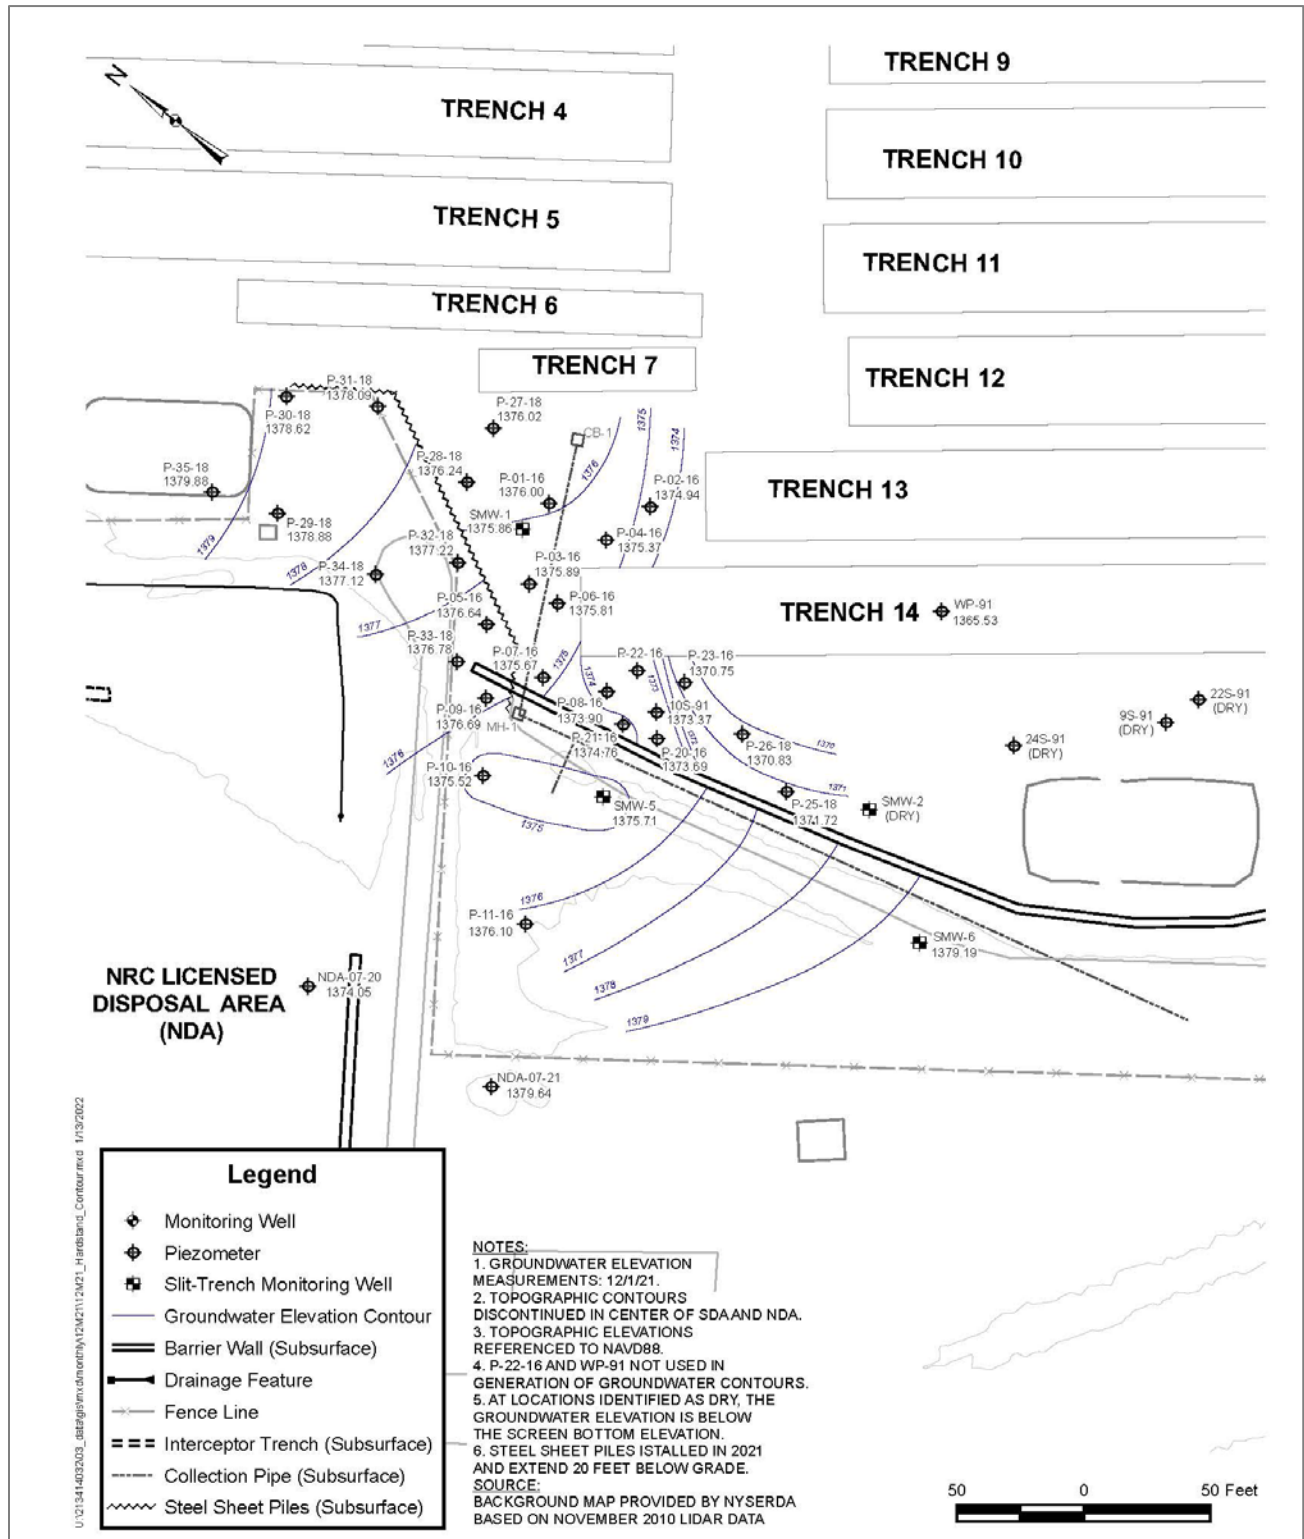 TRENCH 9
N
TRENCH 4
TRENCH 10
TRENCH 5
TRENCH 11
TRENCH 6
TRENCH 7
TRENCH 12
P-31-18
1378.09
P-30-18
1378.62
P-27-18
1376.02
CB-1
1375
1374
1376
P-28-18
1376.24
P-35-18
1379.88
P-01-16
1376.00
P-02-16
1374.94
TRENCH 13
SMW-1
1375.86
P-29-18
1378.88
P-32-18
1377.22
P-04-16
1375.37
1379
1378
P-34-18
1377.12
P-03-16
1375.89
P-05-16
1376.64
P-06-16
1375.81
TRENCH 14
WP-91
1365.53
1377
P-33-18
1376.78
P-07-16
1375.67
1375
P-22-16
P-23-16
1370.75
1374
1373
P-08-16
1373.90
10S-91
1373.37
22S-91
(DRY)
9S-91
(DRY)
P-09-16
1376.69
MH-1
P-21-16
1374.76
1372
P-20-16
1373.69
P-26-18
1370.83
1370
24S-91
(DRY)
1376
P-10-16
1375.52
1371
SMW-5
1375.71
P-25-18
1371.72
SMW-2
(DRY)
1375
1376
P-11-16
1376.10
SMW-6
1379.19
1377
NRC LICENSED
DISPOSAL AREA
(NDA)
NDA-07-20
1374.05
1378
1379
NDA-07-21
1379.64
Legend
Monitoring Well
Piezometer
Slit-Trench Monitoring Well
Groundwater Elevation Contour
Barrier Wall (Subsurface)
Drainage Feature
Fence Line
Interceptor Trench (Subsurface)
Collection Pipe (Subsurface)
Steel Sheet Piles (Subsurface)
NOTES:
1. GROUNDWATER ELEVATION
MEASUREMENTS: 12/1/21.
2. TOPOGRAPHIC CONTOURS
DISCONTINUED IN CENTER OF SDA AND NDA.
3. TOPOGRAPHIC ELEVATIONS
REFERENCED TO NAVD88.
4. P-22-16 AND WP-91 NOT USED IN
GENERATION OF GROUNDWATER CONTOURS.
5. AT LOCATIONS IDENTIFIED AS DRY, THE
GROUNDWATER ELEVATION IS BELOW
THE SCREEN BOTTOM ELEVATION.
6. STEEL SHEET PILES ISTALLED IN 2021
AND EXTEND 20 FEET BELOW GRADE.
SOURCE:
BACKGROUND MAP PROVIDED BY NYSERDA
BASED ON NOVEMBER 2010 LIDAR DATA
50 0 50 Feet
1/13/2022